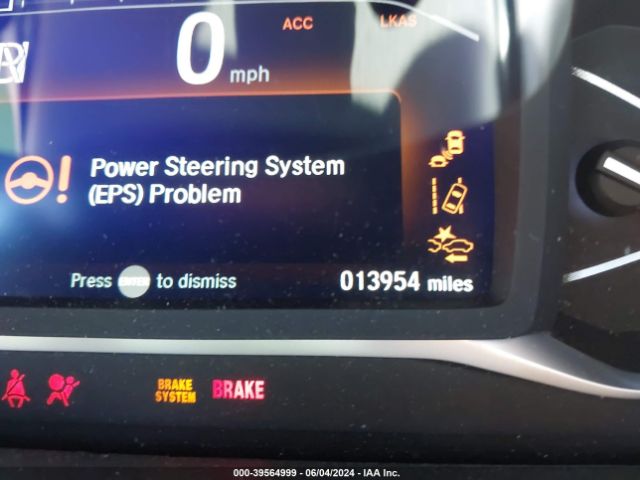 0 mph
ACC
LKAS
Power Steering System
(EPS) Problem
Press ENTER to dismiss
013954 miles
BRAKE
SYSTEM
BRAKE
000-39564999 - 06/04/2024 - IAA Inc.